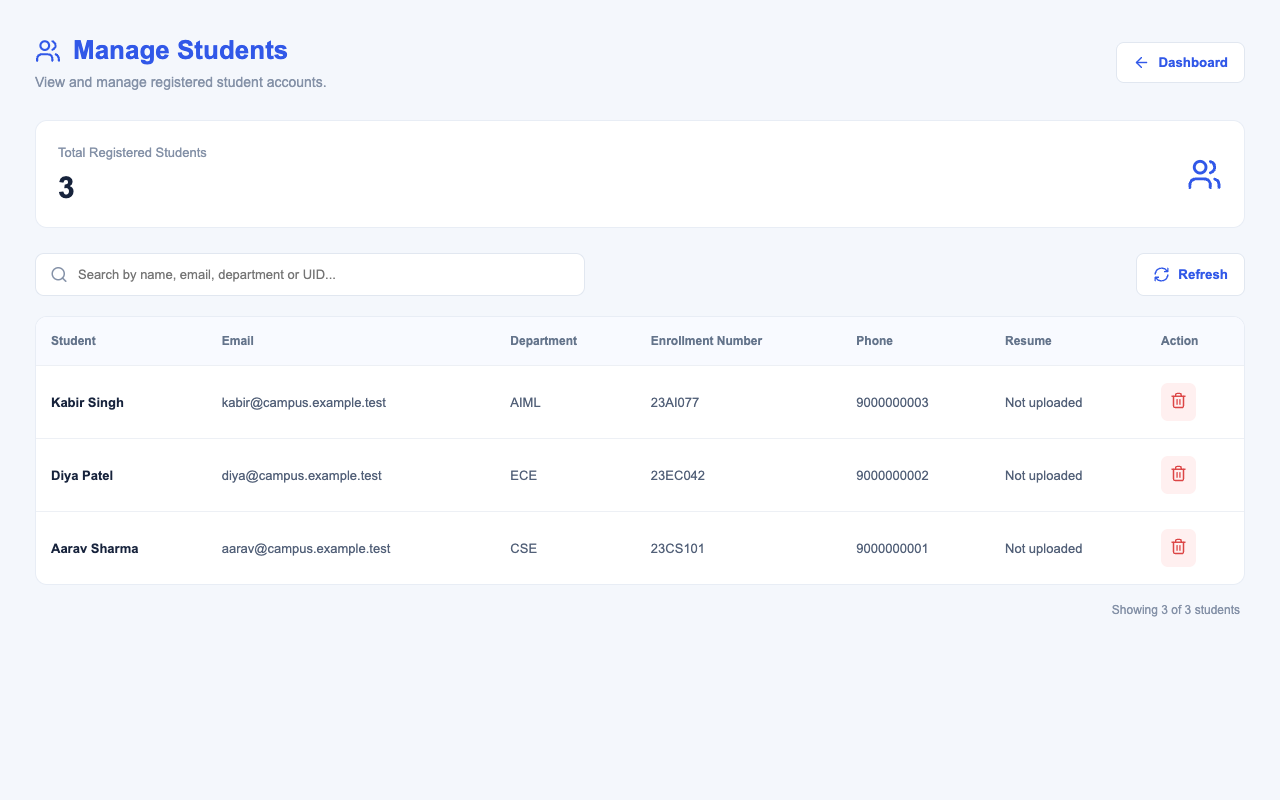 Manage Students
View and manage registered student accounts.
Dashboard
Total Registered Students
3
Search by name, email, department or UID...
Refresh
Student Email Department Enrollment Number Phone Resume Action
Kabir Singh kabir@campus.example.test AIML 23AI077 9000000003 Not uploaded
Diya Patel diya@campus.example.test ECE 23EC042 9000000002 Not uploaded
Aarav Sharma aarav@campus.example.test CSE 23CS101 9000000001 Not uploaded
Showing 3 of 3 students